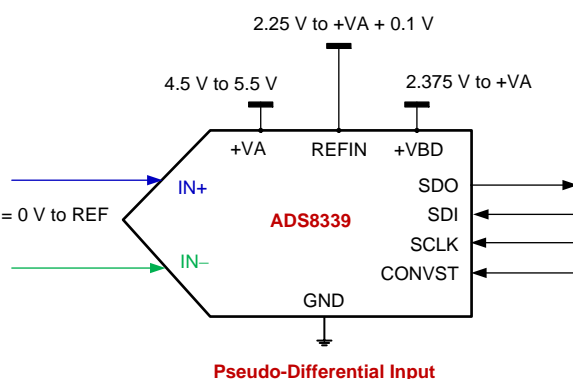 2.25 V to +VA + 0.1 V
4.5 V to 5.5 V
2.375 V to +VA
+VA
REFIN
+VBD
IN+
SDO
= 0 V to REF
ADS8339
SDI
SCLK
IN−
CONVST
GND
Pseudo-Differential Input